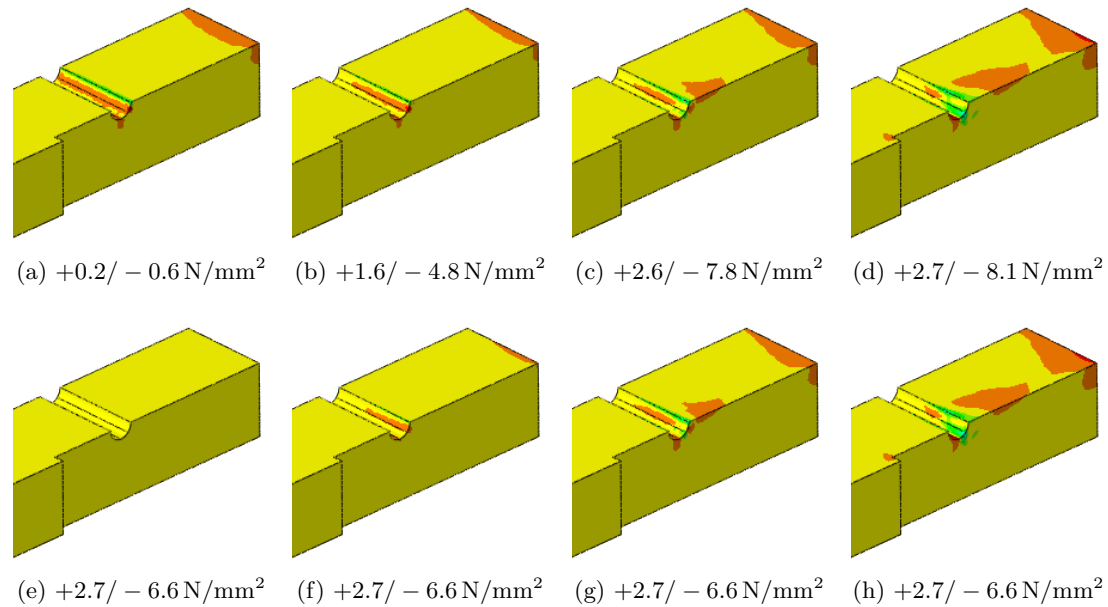 (a) +0.2/ − 0.6 N/mm² (b) +1.6/ − 4.8 N/mm² (c) +2.6/ − 7.8 N/mm² (d) +2.7/ − 8.1 N/mm²
(e) +2.7/ − 6.6 N/mm² (f) +2.7/ − 6.6 N/mm² (g) +2.7/ − 6.6 N/mm² (h) +2.7/ − 6.6 N/mm²